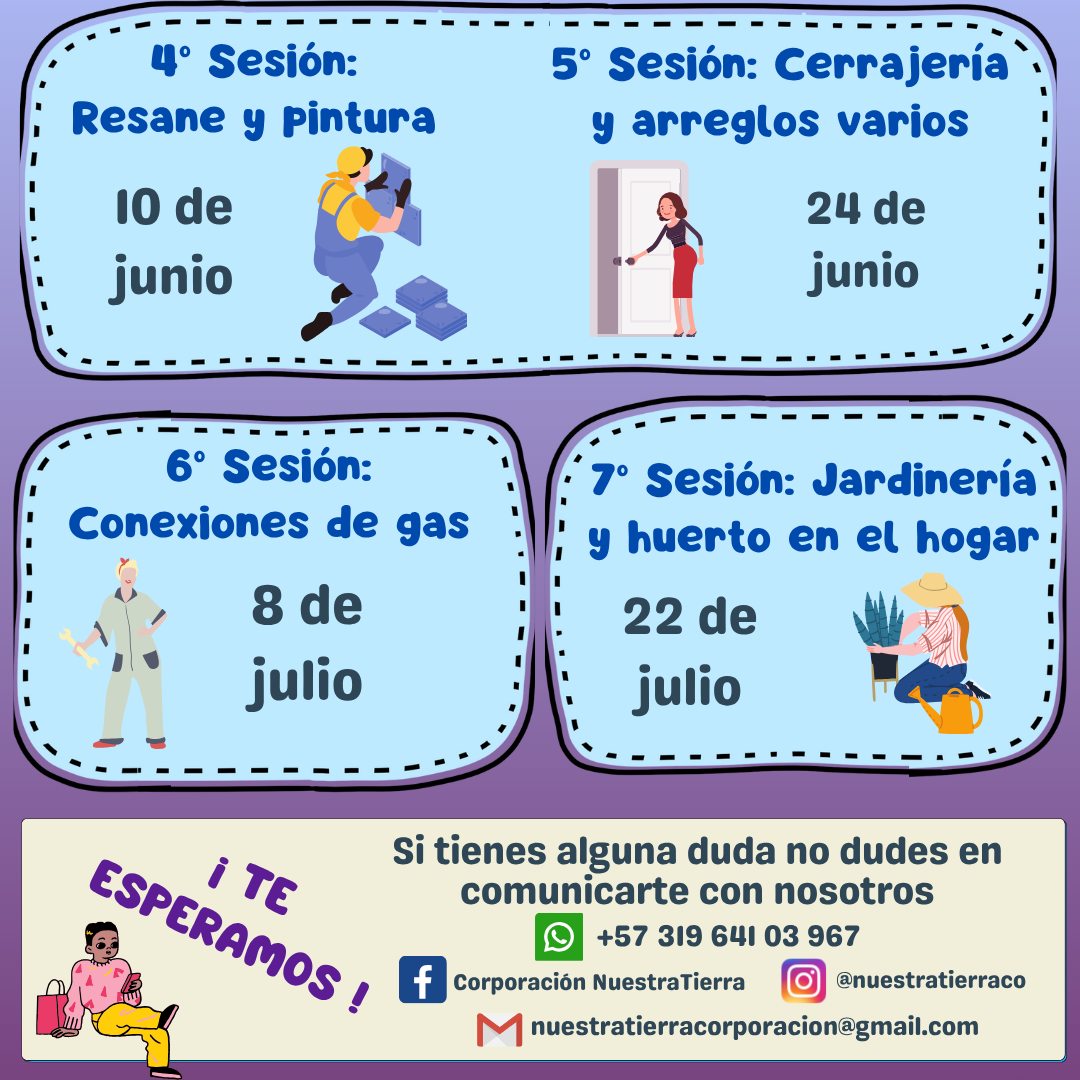 4° Sesión:
Resane y pintura
10 de
junio
5° Sesión: Cerrajería
y arreglos varios
24 de
junio
6° Sesión:
Conexiones de gas
8 de
julio
7° Sesión: Jardinería
y huerto en el hogar
22 de
julio
¡ TE
ESPERAMOS !
Si tienes alguna duda no dudes en
comunicarte con nosotros
+57 319 641 03 967
Corporación NuestraTierra
@nuestratierraco
nuestratierracorporacion@gmail.com